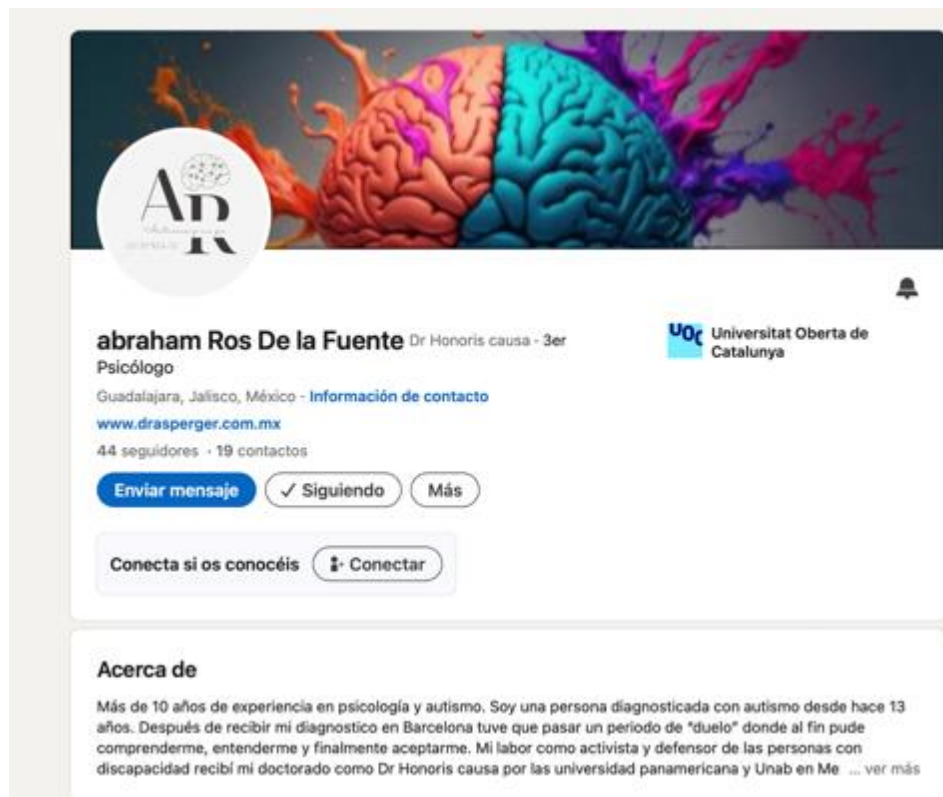 AR
abraham Ros De la Fuente Dr Honoris causa - 3er
Psicólogo
Guadalajara, Jalisco, México - Información de contacto
www.drasperger.com.mx
44 seguidores · 19 contactos
Enviar mensaje
Siguiendo
Más
Conecta si os conocéis
Conectar
UOC
Universitat Oberta de
Catalunya
Acerca de
Más de 10 años de experiencia en psicología y autismo. Soy una persona diagnosticada con autismo desde hace 13
años. Después de recibir mi diagnostico en Barcelona tuve que pasar un periodo de "duelo" donde al fin pude
comprenderme, entenderme y finalmente aceptarme. Mi labor como activista y defensor de las personas con
discapacidad recibí mi doctorado como Dr Honoris causa por las universidad panamericana y Unab en Me ... ver más